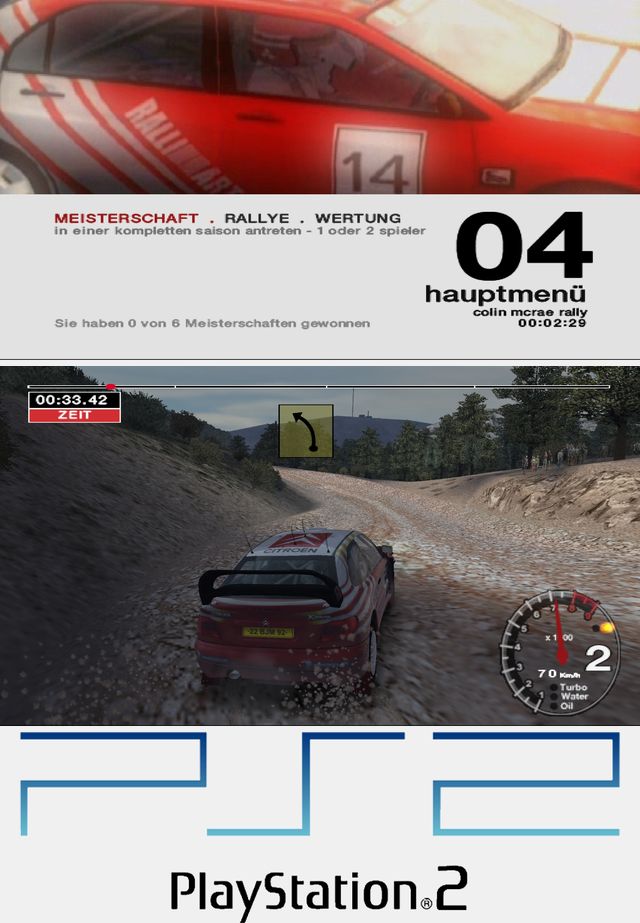 RALLIART
14
MEISTERSCHAFT . RALLYE . WERTUNG
in einer kompletten saison antreten - 1 oder 2 spieler
04
hauptmenü
colin mcrae rally
00:02:29
Sie haben 0 von 6 Meisterschaften gewonnen
00:33.42
ZEIT
CITROËN
x 1000
2
70 Km/h
Turbo
Water
Oil
PS2
PlayStation®2